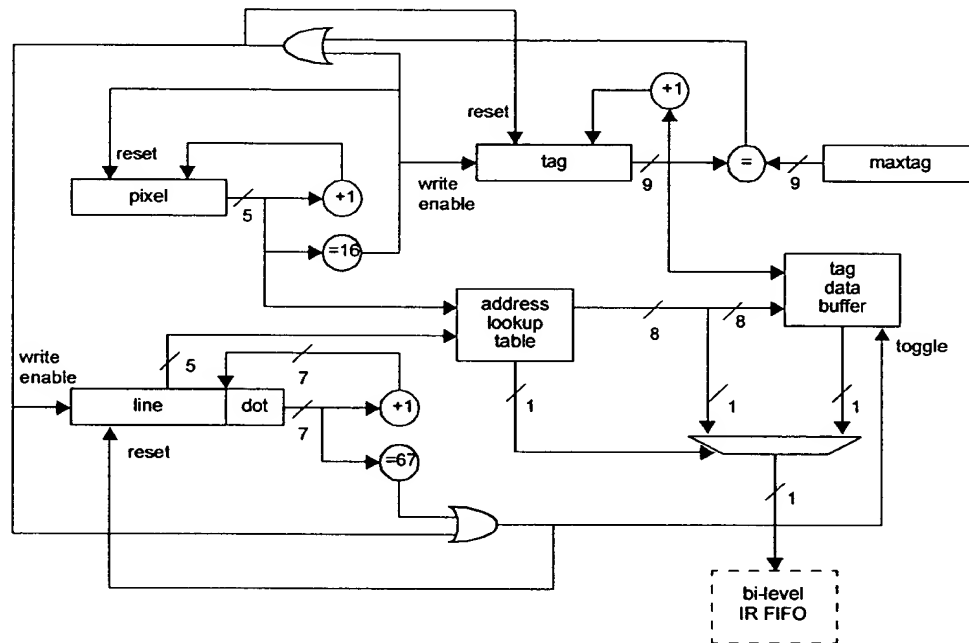 +1
reset
reset
tag
=
maxtag
9
9
write
enable
pixel
5
+1
=16
tag
data
buffer
address
lookup
table
8
8
toggle
write
enable
5
7
1
1
1
line
dot
7
+1
reset
=67
1
bi-level
IR FIFO